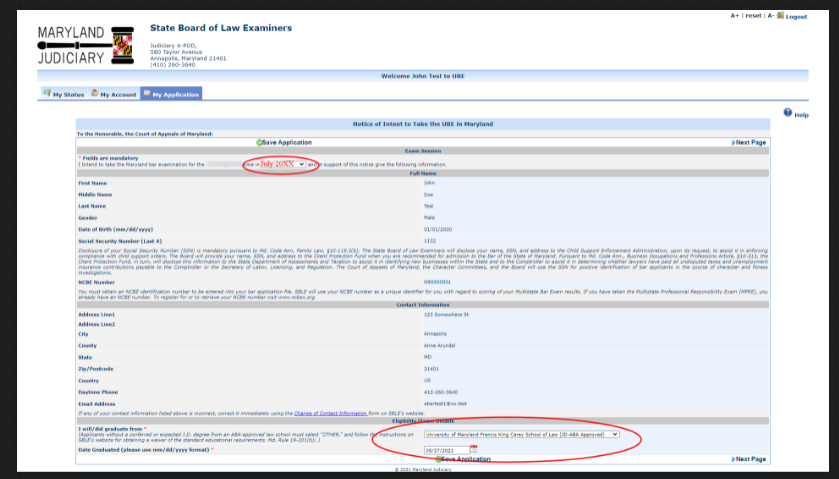 A+ | reset | A- Logout
MARYLAND
JUDICIARY
State Board of Law Examiners
Judiciary A-POD,
580 Taylor Avenue
Annapolis, Maryland 21401
(410) 260-3640
Welcome John Test to UBE
My Status My Account My Application
Help
Notice of Intent to Take the UBE in Maryland
To the Honorable, the Court of Appeals of Maryland:
Save Application Next Page
Exam Session
* Fields are mandatory
I Intend to take the Maryland bar examination for the me in July 20XX and in support of this notice give the following information.
Full Name
First Name John
Middle Name Doe
Last Name Test
Gender Male
Date of Birth (mm/dd/yyyy) 01/01/2000
Social Security Number (Last 4) 1132
Disclosure of your Social Security Number (SSN) is mandatory pursuant to Md. Code Ann, Family Law, §10-119.3(b). The State Board of Law Examiners will disclose your name, SSN, and address to the Child Support Enforcement Administration, upon its request, to assist it in enforcing
compliance with child support orders. The Board will provide your name, SSN, and address to the Client Protection Fund when you are recommended for admission to the Bar of the State of Maryland. Pursuant to Md. Code Ann., Business Occupations and Professions Article, §10-313, the
Client Protection Fund, in turn, will disclose this information to the State Department of Assessments and Taxation to assist it in identifying new businesses within the State and to the Comptroller to assist it in determining whether lawyers have paid all undisputed taxes and unemployment
insurance contributions payable to the Comptroller or the Secretary of Labor, Licensing, and Regulation. The Court of Appeals of Maryland, the Character Committees, and the Board will use the SSN for positive identification of bar applicants in the course of character and fitness
investigations.
NCBE Number
You must obtain an NCBE identification number to be entered into your bar application file. SBLE will use your NCBE number as a unique identifier for you with regard to scoring of your Multistate Bar Exam results. If you have taken the Multistate Professional Responsibility Exam (MPRE), you
already have an NCBE number. To register for or to retrieve your NCBE number visit www.ncbex.org.
Contact Information
Address Line1 123 Somewhere St
Address Line2
City Annapolis
County Anne Arundel
State MD
Zip/Postcode 21401
Country US
Daytime Phone 410-260-3640
Email Address
If any of your contact information listed above is incorrect, correct it immediately using the Change of Contact Information form on SBLE's website.
Eligibility/Exam Details
I will/did graduate from *
(Applicants without a conferred or expected J.D. degree from an ABA-approved law school must select "OTHER," and follow the instructions on
SBLE's website for obtaining a waiver of the standard educational requirements. Md. Rule 19-201(b); )
University of Maryland Francis King Carey School of Law (JD-ABA Approved)
Date Graduated (please use mm/dd/yyyy format) * 05/27/2021
Save Application Next Page
© 2021 Maryland Judiciary